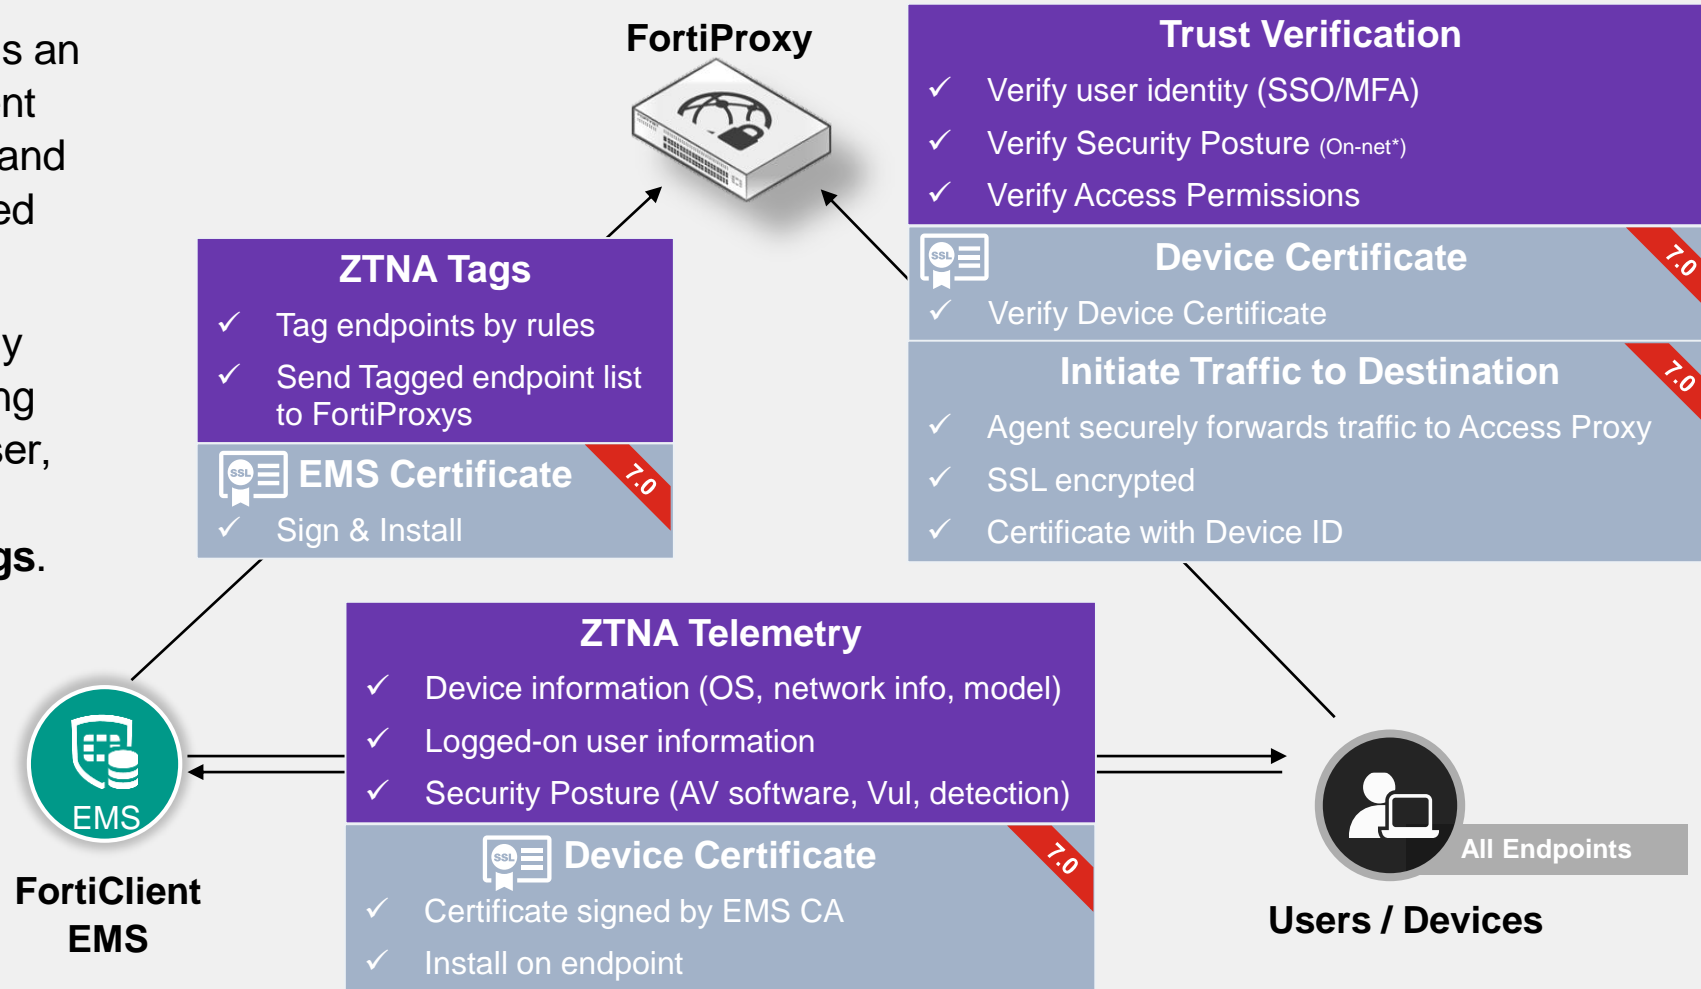 s an
and
ed
ng
ser,
gs.
FortiProxy
Trust Verification
✓ Verify user identity (SSO/MFA)
✓ Verify Security Posture (On-net*)
✓ Verify Access Permissions
SSL
Device Certificate
7.0
✓ Verify Device Certificate
Initiate Traffic to Destination
7.0
✓ Agent securely forwards traffic to Access Proxy
✓ SSL encrypted
✓ Certificate with Device ID
ZTNA Tags
✓ Tag endpoints by rules
✓ Send Tagged endpoint list
to FortiProxys
SSL
EMS Certificate
7.0
✓ Sign & Install
ZTNA Telemetry
✓ Device information (OS, network info, model)
✓ Logged-on user information
✓ Security Posture (AV software, Vul, detection)
SSL
Device Certificate
7.0
✓ Certificate signed by EMS CA
✓ Install on endpoint
EMS
FortiClient
EMS
All Endpoints
Users / Devices